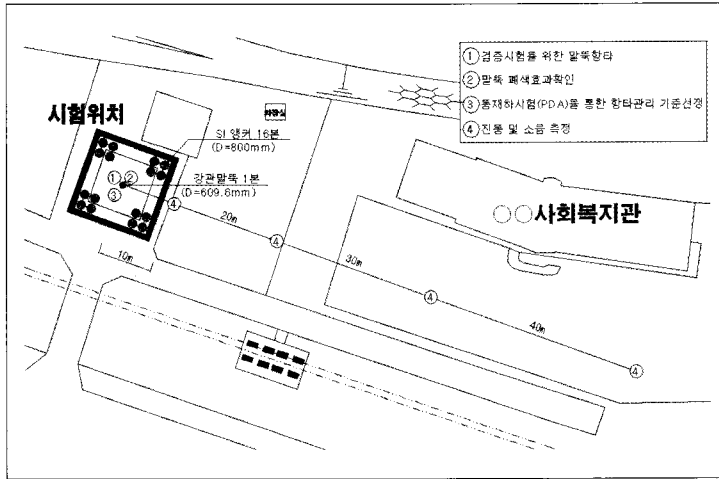 ① 검증시험을 위한 말뚝항타
② 말뚝 폐색효과확인
③ 동재하시험(PDA)을 통한 항타관리 기준선정
④ 진동 및 소음 측정
시험위치
화장실
SI 앵커 16본
(D=800mm)
강관말뚝 1본
(D=609.6mm)
① ②
③
④
20m
④
10m
30m
④
40m
④
○○사회복지관